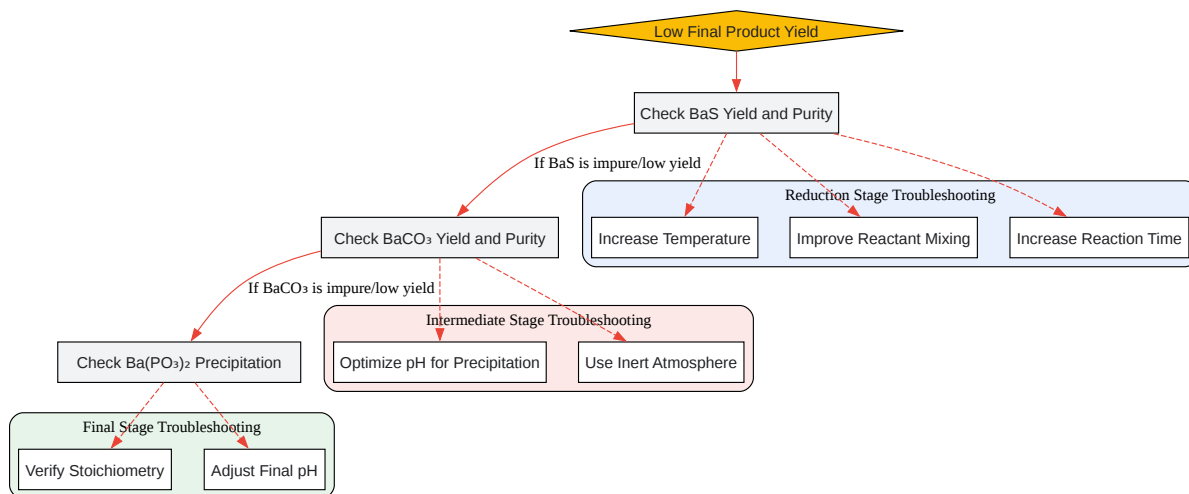 Low Final Product Yield
Check BaS Yield and Purity
If BaS is impure/low yield
Reduction Stage Troubleshooting
Increase Temperature
Improve Reactant Mixing
Increase Reaction Time
Check BaCO₃ Yield and Purity
If BaCO₃ is impure/low yield
Intermediate Stage Troubleshooting
Optimize pH for Precipitation
Use Inert Atmosphere
Check Ba(PO₃)₂ Precipitation
Final Stage Troubleshooting
Verify Stoichiometry
Adjust Final pH